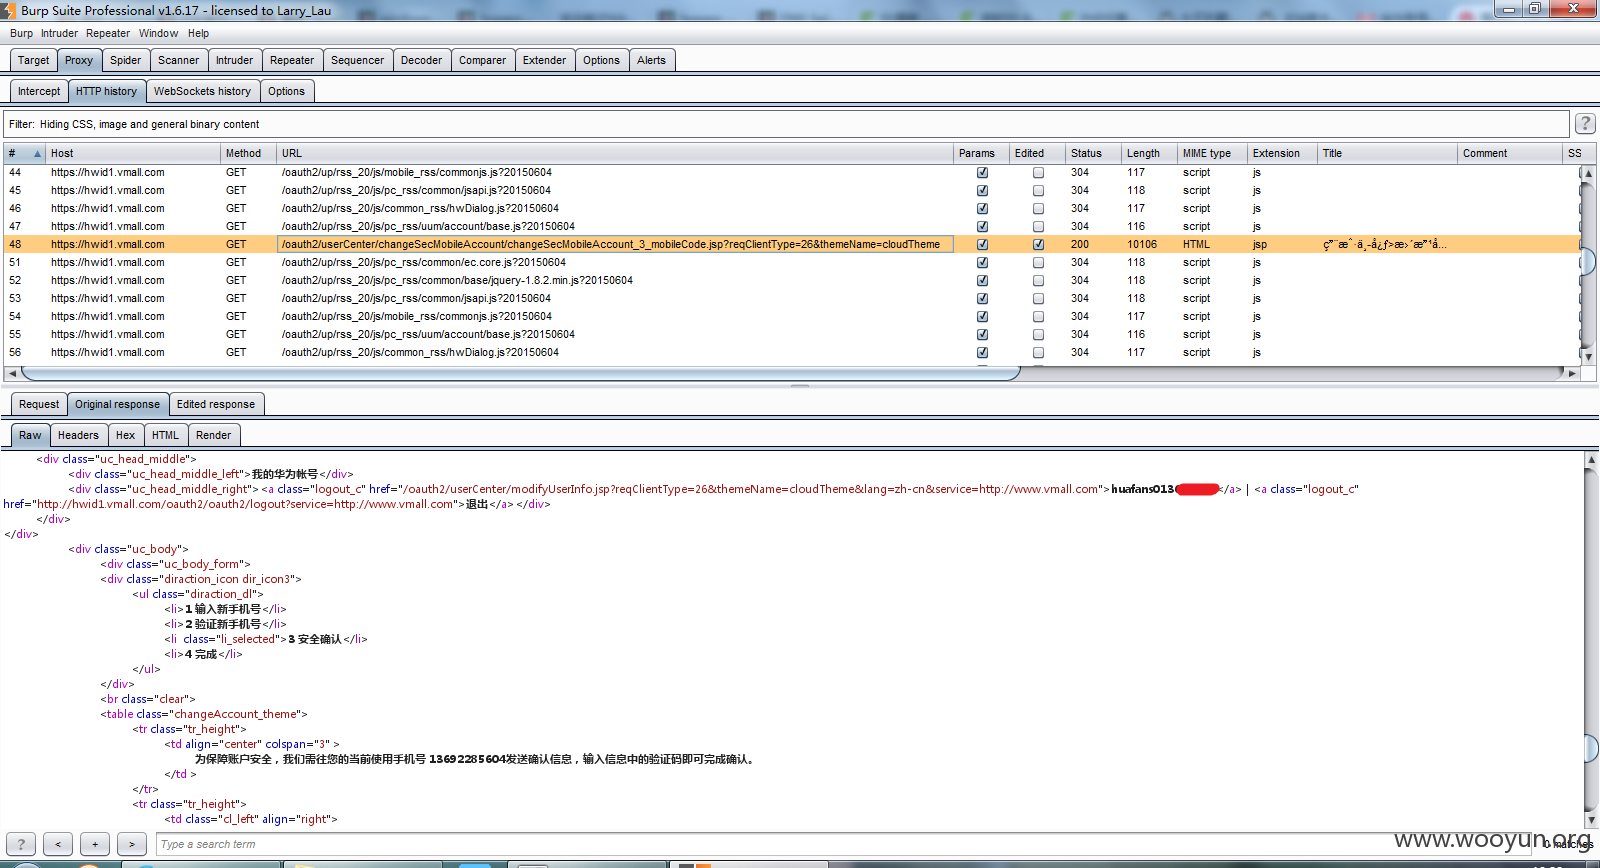 Burp Suite Professional v1.6.17 - licensed to Larry_Lau
Burp Intruder Repeater Window Help
Target Proxy Spider Scanner Intruder Repeater Sequencer Decoder Comparer Extender Options Alerts
Intercept HTTP history WebSockets history Options
Filter: Hiding CSS, image and general binary content ?
# Host Method URL Params Edited Status Length MIME type Extension Title Comment SS
44 https://hwid1.vmall.com GET /oauth2/up/rss_20/js/mobile_rss/commonjs.js?20150604 304 117 script js
45 https://hwid1.vmall.com GET /oauth2/up/rss_20/js/pc_rss/common/jsapi.js?20150604 304 118 script js
46 https://hwid1.vmall.com GET /oauth2/up/rss_20/js/common_rss/hwDialog.js?20150604 304 117 script js
47 https://hwid1.vmall.com GET /oauth2/up/rss_20/js/pc_rss/uum/account/base.js?20150604 304 116 script js
48 https://hwid1.vmall.com GET /oauth2/userCenter/changeSecMobileAccount/changeSecMobileAccount_3_mobileCode.jsp?reqClientType=26&themeName=cloudTheme 200 10106 HTML jsp
51 https://hwid1.vmall.com GET /oauth2/up/rss_20/js/pc_rss/common/ec.core.js?20150604 304 118 script js
52 https://hwid1.vmall.com GET /oauth2/up/rss_20/js/pc_rss/common/base/jquery-1.8.2.min.js?20150604 304 118 script js
53 https://hwid1.vmall.com GET /oauth2/up/rss_20/js/pc_rss/common/jsapi.js?20150604 304 118 script js
54 https://hwid1.vmall.com GET /oauth2/up/rss_20/js/mobile_rss/commonjs.js?20150604 304 117 script js
55 https://hwid1.vmall.com GET /oauth2/up/rss_20/js/pc_rss/uum/account/base.js?20150604 304 116 script js
56 https://hwid1.vmall.com GET /oauth2/up/rss_20/js/common_rss/hwDialog.js?20150604 304 117 script js
Request Original response Edited response
Raw Headers Hex HTML Render
<div class="uc_head_middle">
<div class="uc_head_middle_left">我的华为帐号</div>
<div class="uc_head_middle_right"><a class="logout_c" href="/oauth2/userCenter/modifyUserInfo.jsp?reqClientType=26&themeName=cloudTheme&lang=zh-cn&service=http://www.vmall.com">huafans013</a> | <a class="logout_c"
href="http://hwid1.vmall.com/oauth2/oauth2/logout?service=http://www.vmall.com">退出</a></div>
</div>
</div>
<div class="uc_body">
<div class="uc_body_form">
<div class="diraction_icon dir_icon3">
<ul class="diraction_dl">
<li>1 输入新手机号</li>
<li>2 验证新手机号</li>
<li  class="li_selected">3 安全确认</li>
<li>4 完成</li>
</ul>
</div>
<br class="clear">
<table class="changeAccount_theme">
<tr class="tr_height">
<td align="center" colspan="3" >
为保障账户安全，我们需往您的当前使用手机号 13692285604发送确认信息，输入信息中的验证码即可完成确认。
</td >
</tr>
<tr class="tr_height">
<td class="cl_left" align="right">
? < + > Type a search term 0 matches
www.wooyun.org